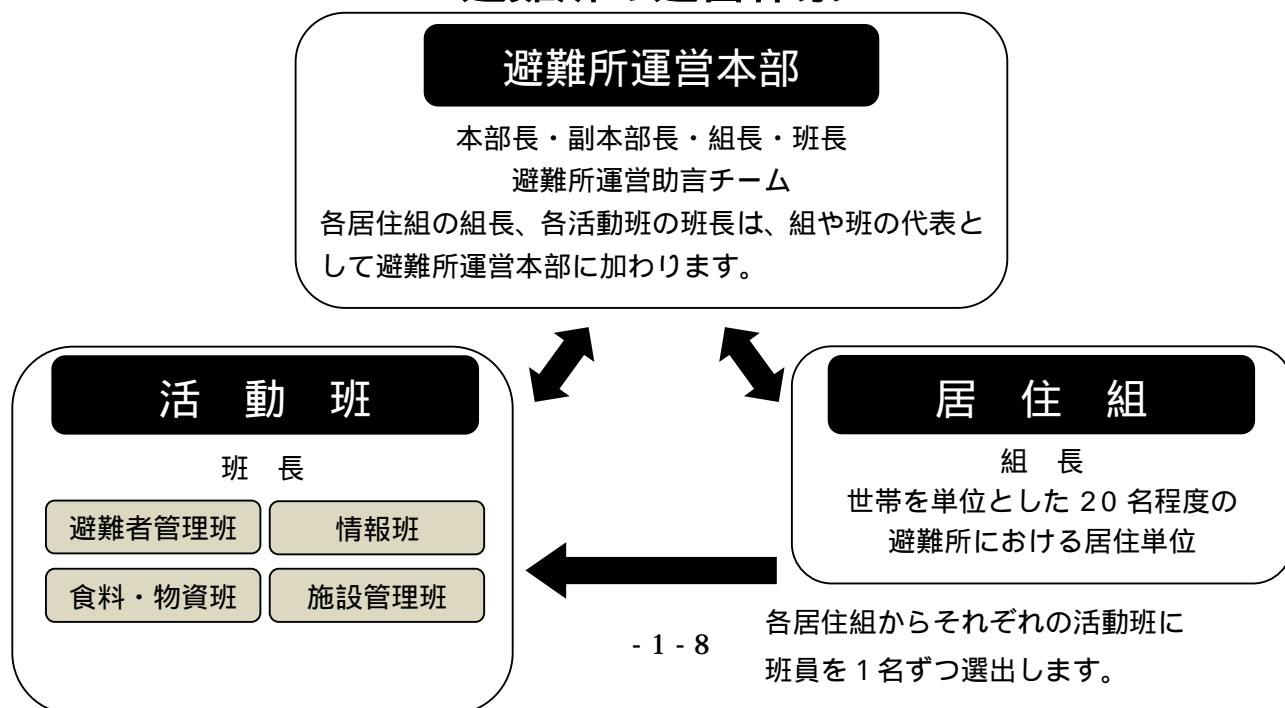 避難所運営本部
本部長・副本部長・組長・班長
避難所運営助言チーム
各居住組の組長、各活動班の班長は、組や班の代表と
して避難所運営本部に加わります。
活 動 班
班 長
避難者管理班
情報班
食料・物資班
施設管理班
居 住 組
組 長
世帯を単位とした 20 名程度の
避難所における居住単位
各居住組からそれぞれの活動班に
班員を 1 名ずつ選出します。
- 1 - 8